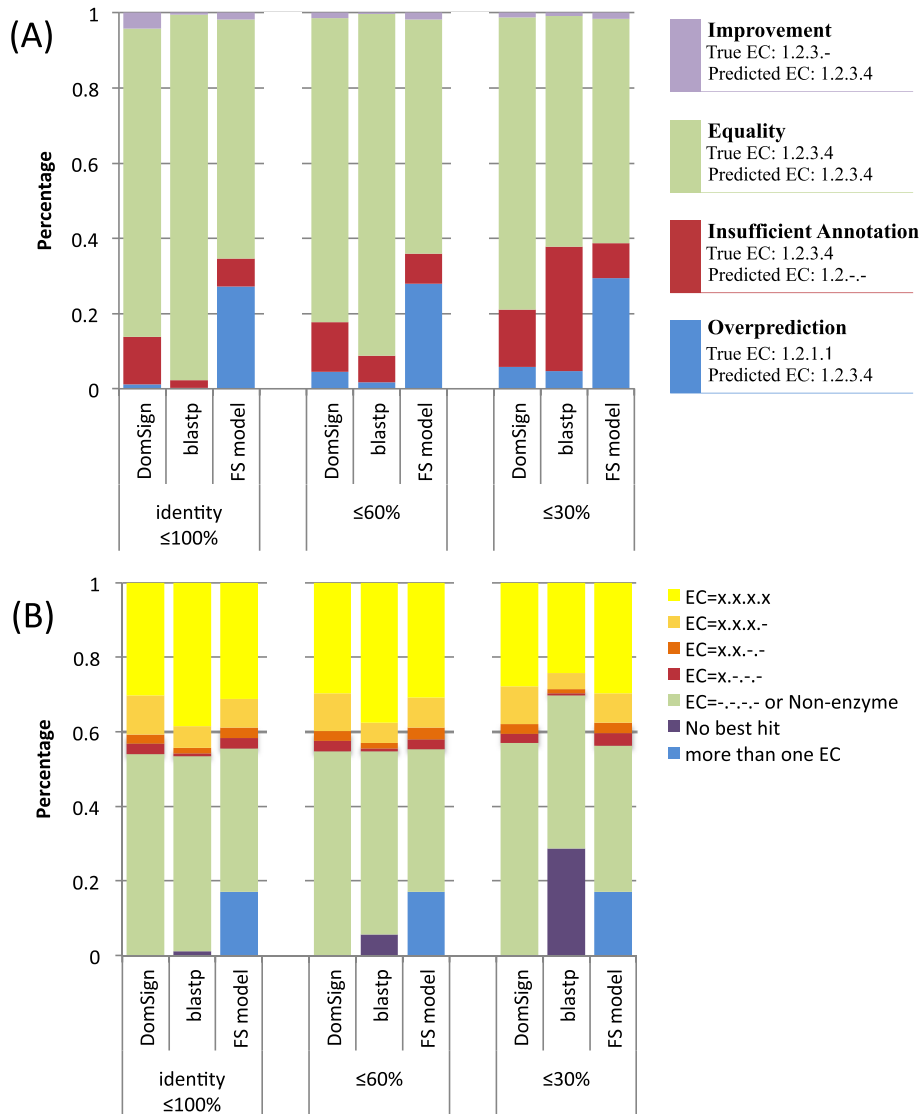 (A)
Percentage
1
0.8
0.6
0.4
0.2
0
DomSign
blastp
FS model
DomSign
blastp
FS model
DomSign
blastp
FS model
identity
≤100%
≤60%
≤30%
Improvement
True EC: 1.2.3.-
Predicted EC: 1.2.3.4
Equality
True EC: 1.2.3.4
Predicted EC: 1.2.3.4
Insufficient Annotation
True EC: 1.2.3.4
Predicted EC: 1.2.-.-
Overprediction
True EC: 1.2.1.1
Predicted EC: 1.2.3.4
(B)
Percentage
1
0.8
0.6
0.4
0.2
0
DomSign
blastp
FS model
DomSign
blastp
FS model
DomSign
blastp
FS model
identity
≤100%
≤60%
≤30%
EC=x.x.x.x
EC=x.x.x.-
EC=x.x.-.-
EC=x.-.-.-
EC=-.-.-.- or Non-enzyme
No best hit
more than one EC